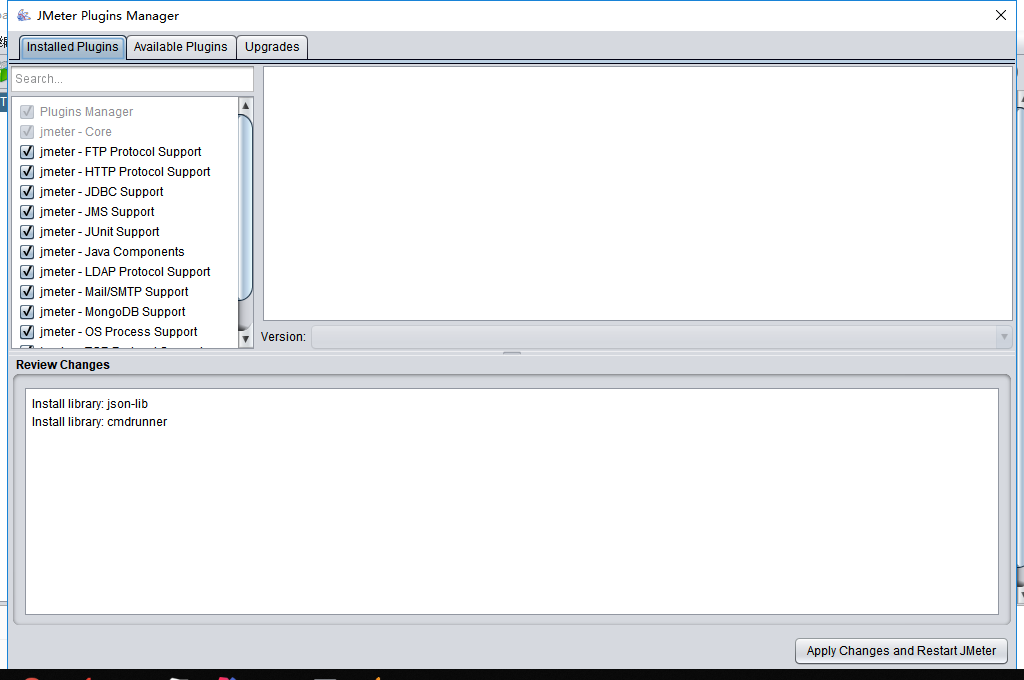 JMeter Plugins Manager
Installed Plugins
Available Plugins
Upgrades
Search...
Plugins Manager
jmeter - Core
jmeter - FTP Protocol Support
jmeter - HTTP Protocol Support
jmeter - JDBC Support
jmeter - JMS Support
jmeter - JUnit Support
jmeter - Java Components
jmeter - LDAP Protocol Support
jmeter - Mail/SMTP Support
jmeter - MongoDB Support
jmeter - OS Process Support
Version:
Review Changes
Install library: json-lib
Install library: cmdrunner
Apply Changes and Restart JMeter